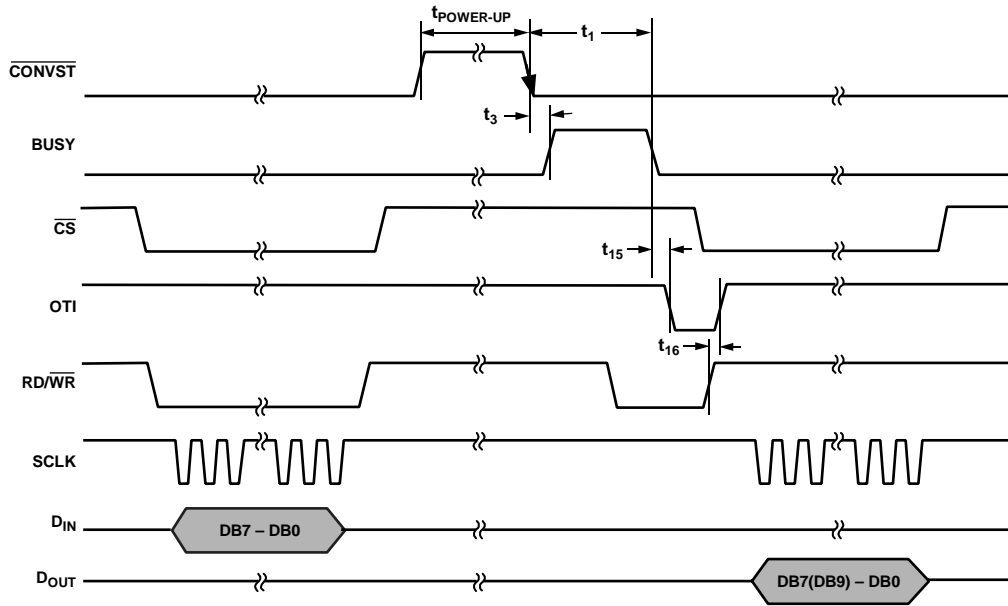 tPOWER-UP
t1
CONVST
t3
BUSY
CS
t15
OTI
t16
RD/WR
SCLK
DIN
DB7 – DB0
DOUT
DB7(DB9) – DB0